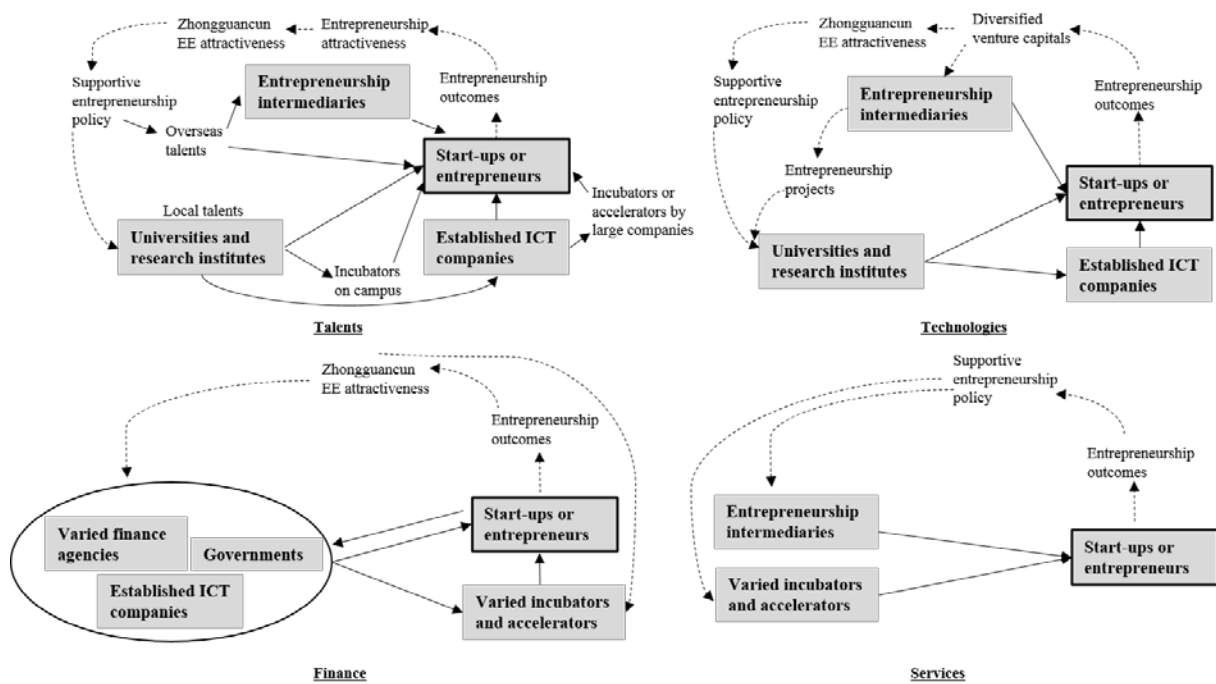 Zhongguancun
EE attractiveness
Entrepreneurship
attractiveness
Supportive
entrepreneurship
policy
Entrepreneurship
intermediaries
Entrepreneurship
outcomes
Overseas
talents
Start-ups or
entrepreneurs
Incubators or
accelerators by
large companies
Local talents
Universities and
research institutes
Established ICT
companies
Incubators
on campus
Talents
Zhongguancun
EE attractiveness
Diversified
venture capitals
Supportive
entrepreneurship
policy
Entrepreneurship
intermediaries
Entrepreneurship
outcomes
Entrepreneurship
projects
Start-ups or
entrepreneurs
Universities and
research institutes
Established ICT
companies
Technologies
Zhongguancun
EE attractiveness
Entrepreneurship
outcomes
Varied finance
agencies
Governments
Established ICT
companies
Start-ups or
entrepreneurs
Varied incubators
and accelerators
Finance
Supportive
entrepreneurship
policy
Entrepreneurship
outcomes
Entrepreneurship
intermediaries
Start-ups or
entrepreneurs
Varied incubators
and accelerators
Services